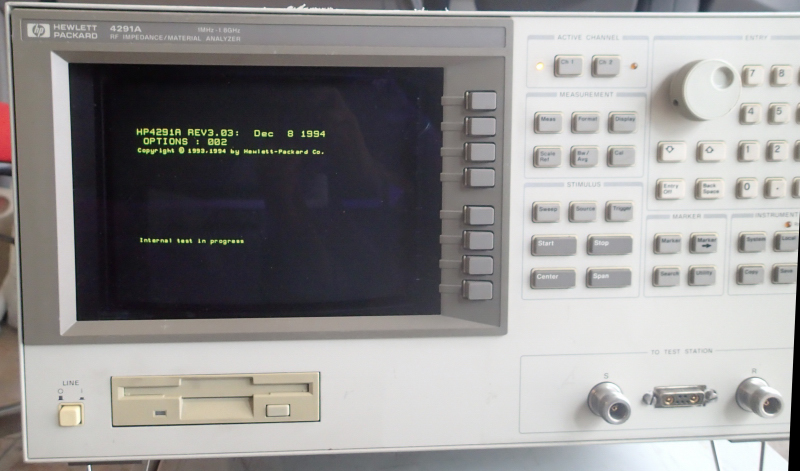 hp HEWLETT PACKARD
4291A 1MHz-1.8GHz
RF IMPEDANCE/MATERIAL ANALYZER
HP4291A REV3.03: Dec 8 1994
OPTIONS : 002
Copyright © 1993,1994 by Hewlett-Packard Co.
Internal test in progress
LINE
ACTIVE CHANNEL
Ch 1 Ch 2
MEASUREMENT
Meas Format Display
Scale Ref Bw/Avg Cal
STIMULUS
Sweep Source Trigger
Start Stop
Center Span
ENTRY
7 8
4 5
1 2
Entry Off Back Space 0 .
MARKER
Marker Marker
Search Utility
INSTRUMENT
System Local
Copy Save
TO TEST STATION
S R